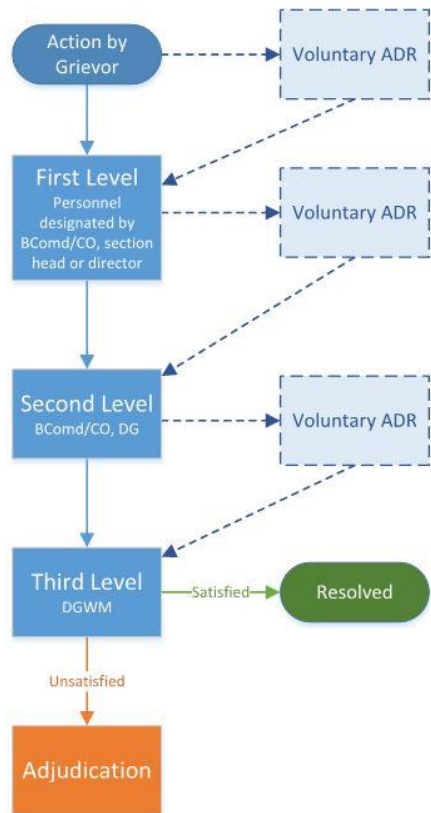 Action by
Grievor
Voluntary ADR
First Level
Personnel
designated by
BComd/CO, section
head or director
Voluntary ADR
Second Level
BComd/CO, DG
Voluntary ADR
Third Level
DGWM
Satisfied
Resolved
Unsatisfied
Adjudication